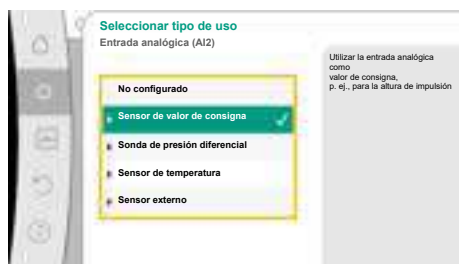 Seleccionar tipo de uso
Entrada analógica (AI2)
No configurado
Sensor de valor de consigna
Sonda de presión diferencial
Sensor de temperatura
Sensor externo
Utilizar la entrada analógica
como
valor de consigna,
p. ej., para la altura de impulsión